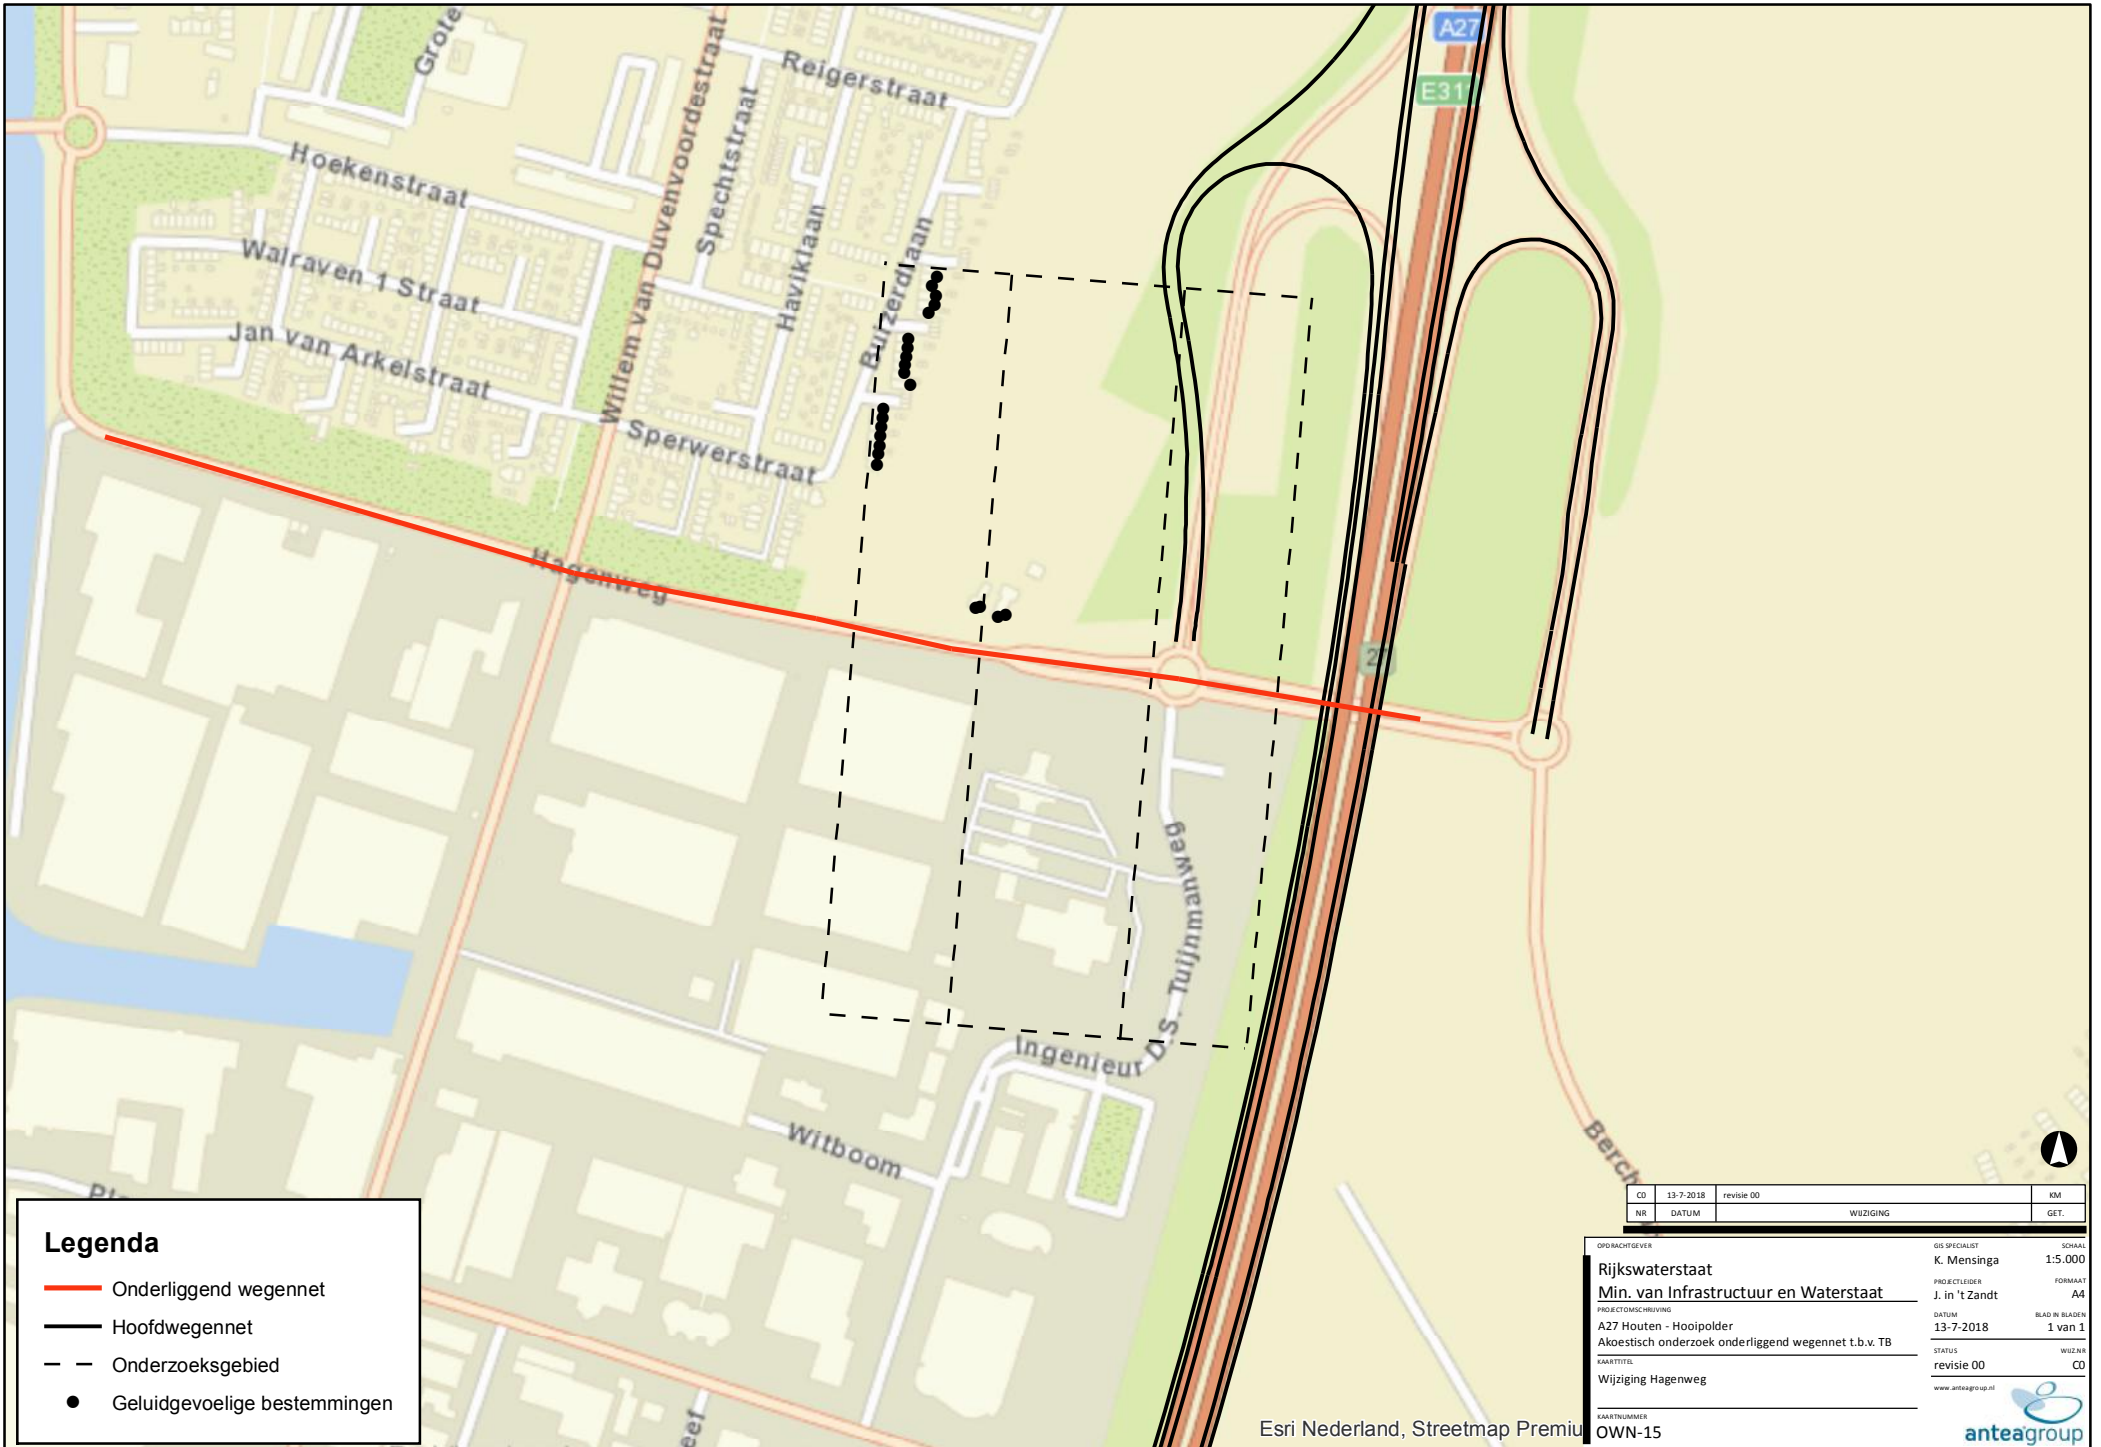 A27
E311
Grote
Reigerstraat
Willem van Duvenvoordestraat
Spechtstraat
Hoekenstraat
Haviklaan
Buizerdlaan
Walraven 1 Straat
Jan van Arkelstraat
Sperwerstraat
Hagenweg
27
Ingenieur D.S. Tuijnmanweg
Witboom
Legenda
Onderliggend wegennet
Hoofdwegennet
Onderzoeksgebied
Geluidgevoelige bestemmingen
Esri Nederland, Streetmap Premiu
C0 13-7-2018 revisie 00 KM
NR DATUM WIJZIGING GET.
OPDRACHTGEVER
Rijkswaterstaat
Min. van Infrastructuur en Waterstaat
PROJECTOMSCHRIJVING
A27 Houten - Hooipolder
Akoestisch onderzoek onderliggend wegennet t.b.v. TB
KAARTTITEL
Wijziging Hagenweg
KAARTNUMMER
OWN-15
GIS SPECIALIST SCHAAL
K. Mensinga 1:5.000
PROJECTLEIDER FORMAAT
J. in 't Zandt A4
DATUM BLAD IN BLADEN
13-7-2018 1 van 1
STATUS WIJZ.NR
revisie 00 C0
www.anteagroup.nl
anteagroup